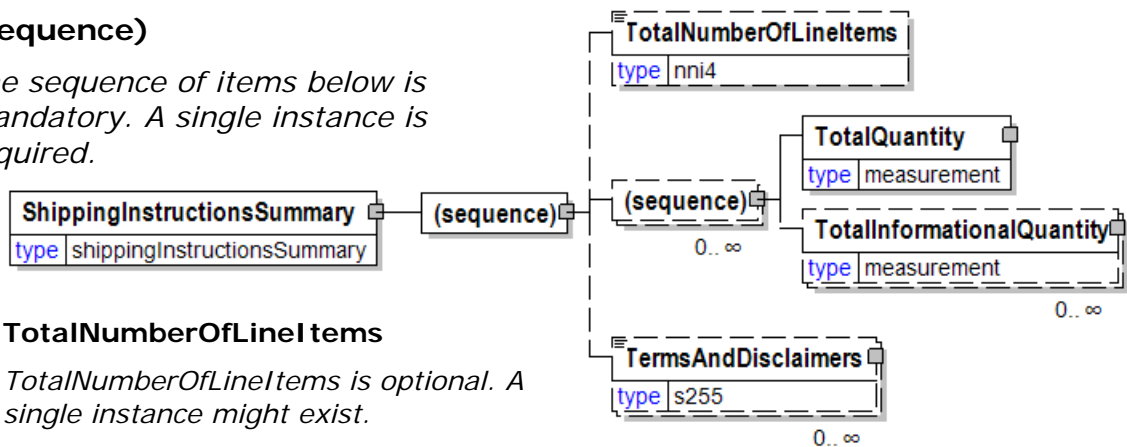 equence)
e sequence of items below is
andatory. A single instance is
quired.
ShippingInstructionsSummary
type shippingInstructionsSummary
(sequence)
TotalNumberOfLineItems
type nni4
(sequence)
0.. ∞
TotalQuantity
type measurement
TotalInformationalQuantity
type measurement
0.. ∞
TermsAndDisclaimers
type s255
0.. ∞
TotalNumberOfLineItems
TotalNumberOfLineItems is optional. A
single instance might exist.